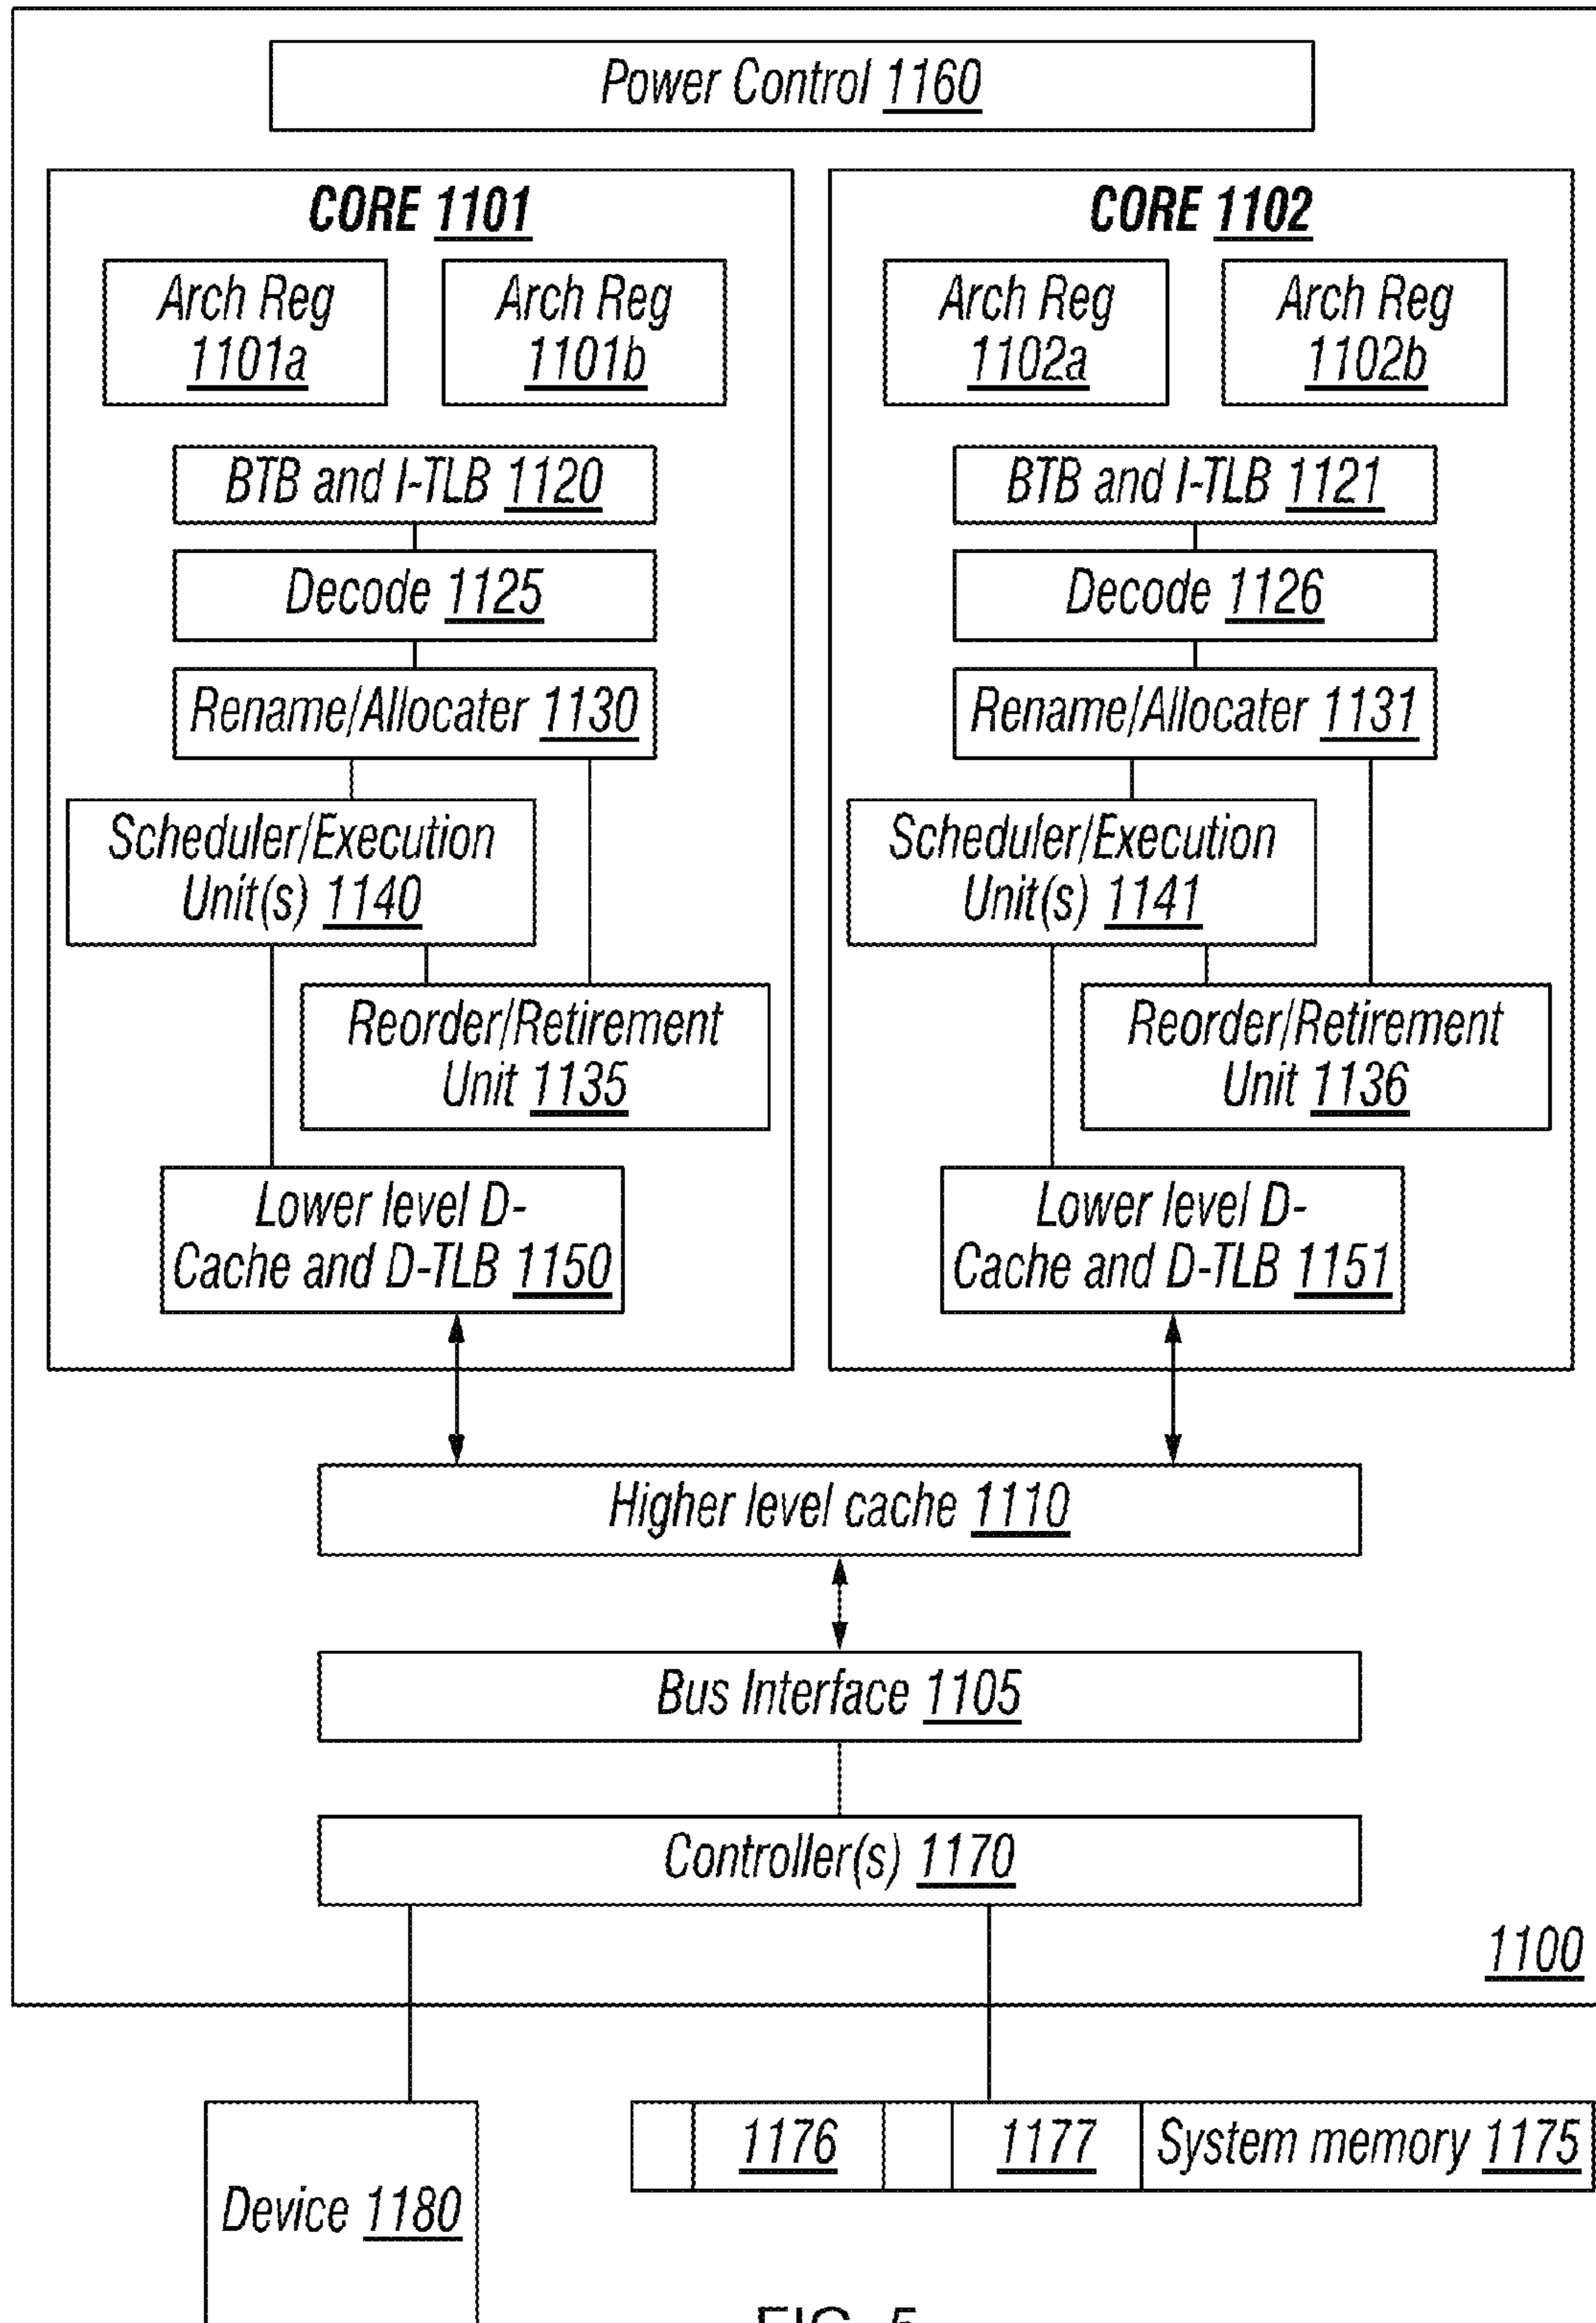 Power Control 1160
CORE 1101
Arch Reg
1101a
Arch Reg
1101b
BTB and I-TLB 1120
Decode 1125
Rename/Allocater 1130
Scheduler/Execution
Unit(s) 1140
Reorder/Retirement
Unit 1135
Lower level D-
Cache and D-TLB 1150
CORE 1102
Arch Reg
1102a
Arch Reg
1102b
BTB and I-TLB 1121
Decode 1126
Rename/Allocater 1131
Scheduler/Execution
Unit(s) 1141
Reorder/Retirement
Unit 1136
Lower level D-
Cache and D-TLB 1151
Higher level cache 1110
Bus Interface 1105
Controller(s) 1170
1100
Device 1180
1176
1177
System memory 1175
FIG. 5